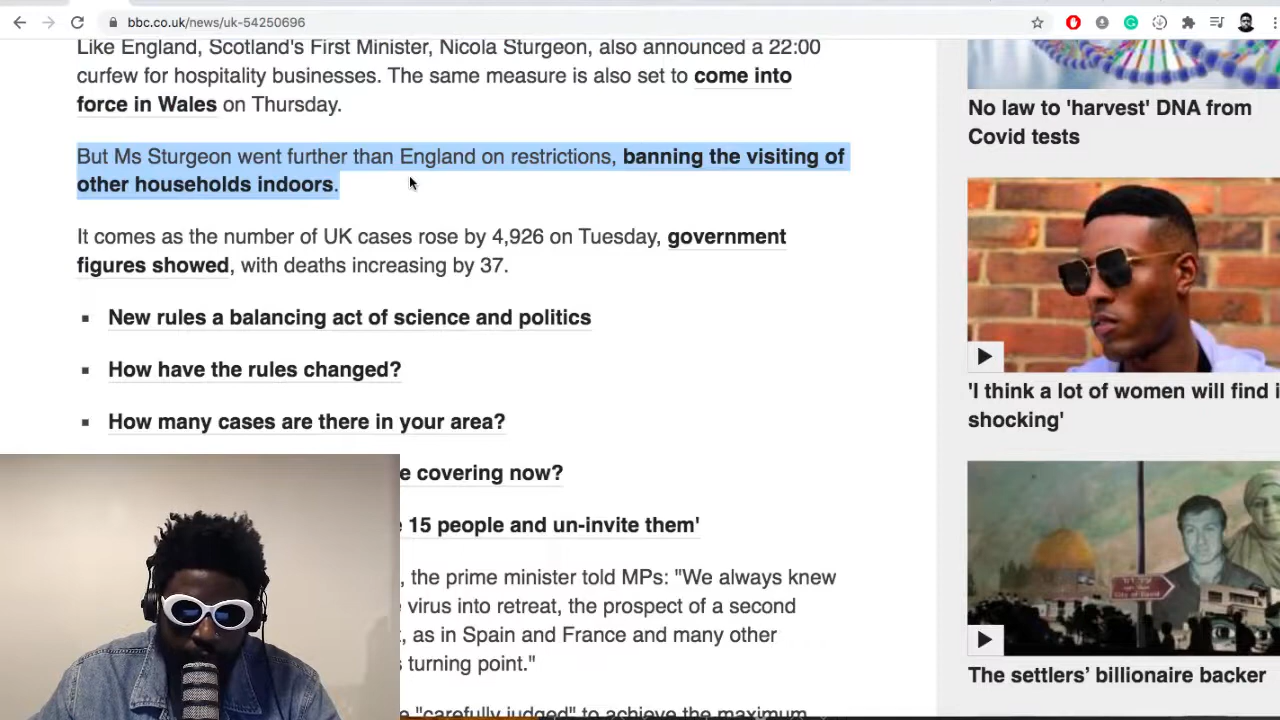 bbc.co.uk/news/uk-54250696
Like England, Scotland's First Minister, Nicola Sturgeon, also announced a 22:00
curfew for hospitality businesses. The same measure is also set to come into
force in Wales on Thursday.
But Ms Sturgeon went further than England on restrictions, banning the visiting of
other households indoors.
It comes as the number of UK cases rose by 4,926 on Tuesday, government
figures showed, with deaths increasing by 37.
New rules a balancing act of science and politics
How have the rules changed?
How many cases are there in your area?
e covering now?
15 people and un-invite them'
, the prime minister told MPs: "We always knew
virus into retreat, the prospect of a second
, as in Spain and France and many other
s turning point."
"carefully judged" to achieve the maximum
No law to 'harvest' DNA from
Covid tests
'I think a lot of women will find i
shocking'
The settlers' billionaire backer